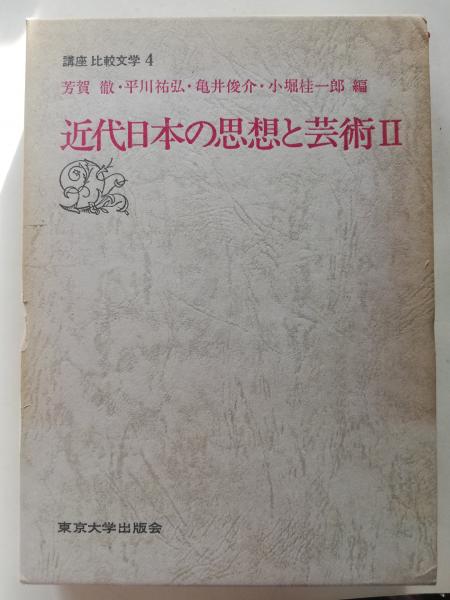 講座 比較文学 4
芳賀 徹・平川祐弘・亀井俊介・小堀桂一郎 編
近代日本の思想と芸術Ⅱ
東京大学出版会